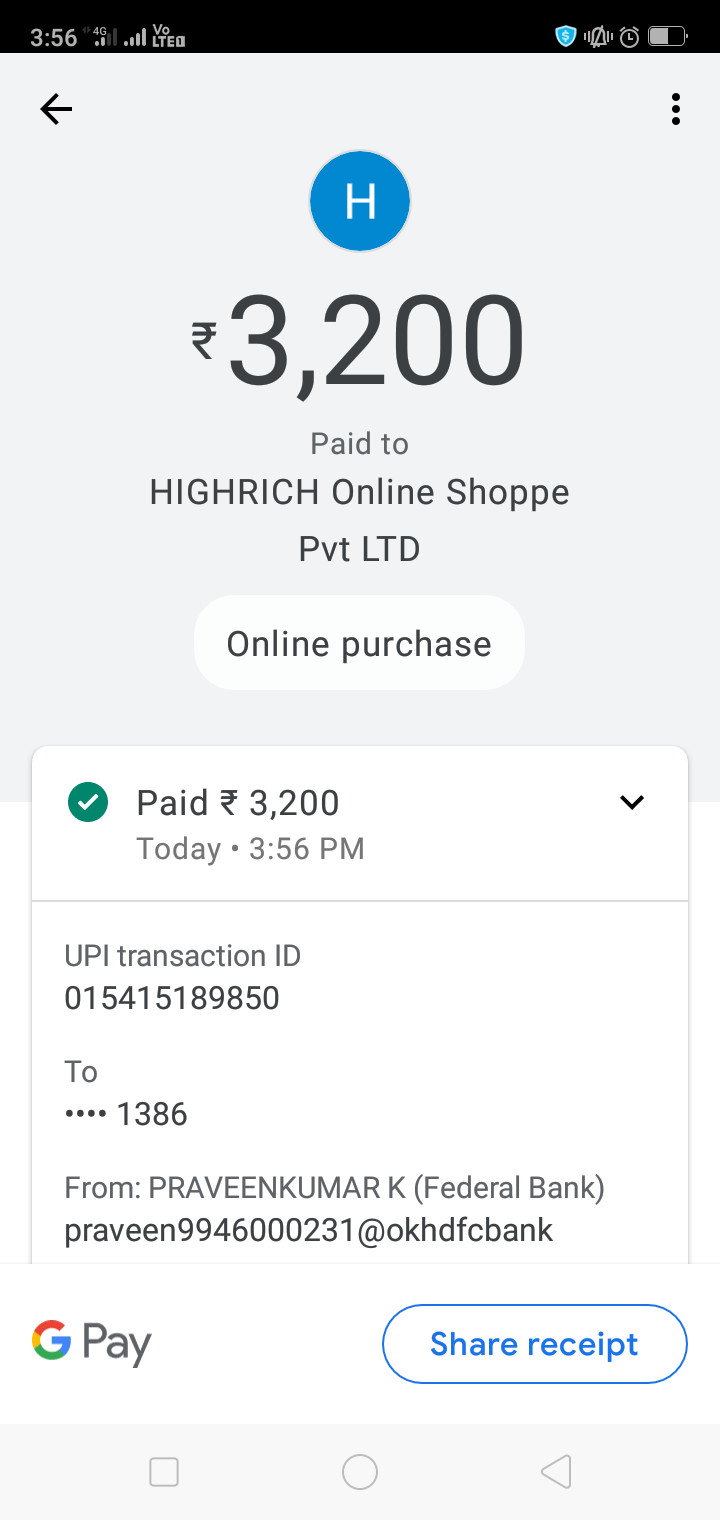 3:56 4G Vo LTE
H
₹3,200
Paid to
HIGHRICH Online Shoppe
Pvt LTD
Online purchase
Paid ₹ 3,200
Today • 3:56 PM
UPI transaction ID
015415189850
To
•••• 1386
From: PRAVEENKUMAR K (Federal Bank)
praveen9946000231@okhdfcbank
G Pay
Share receipt